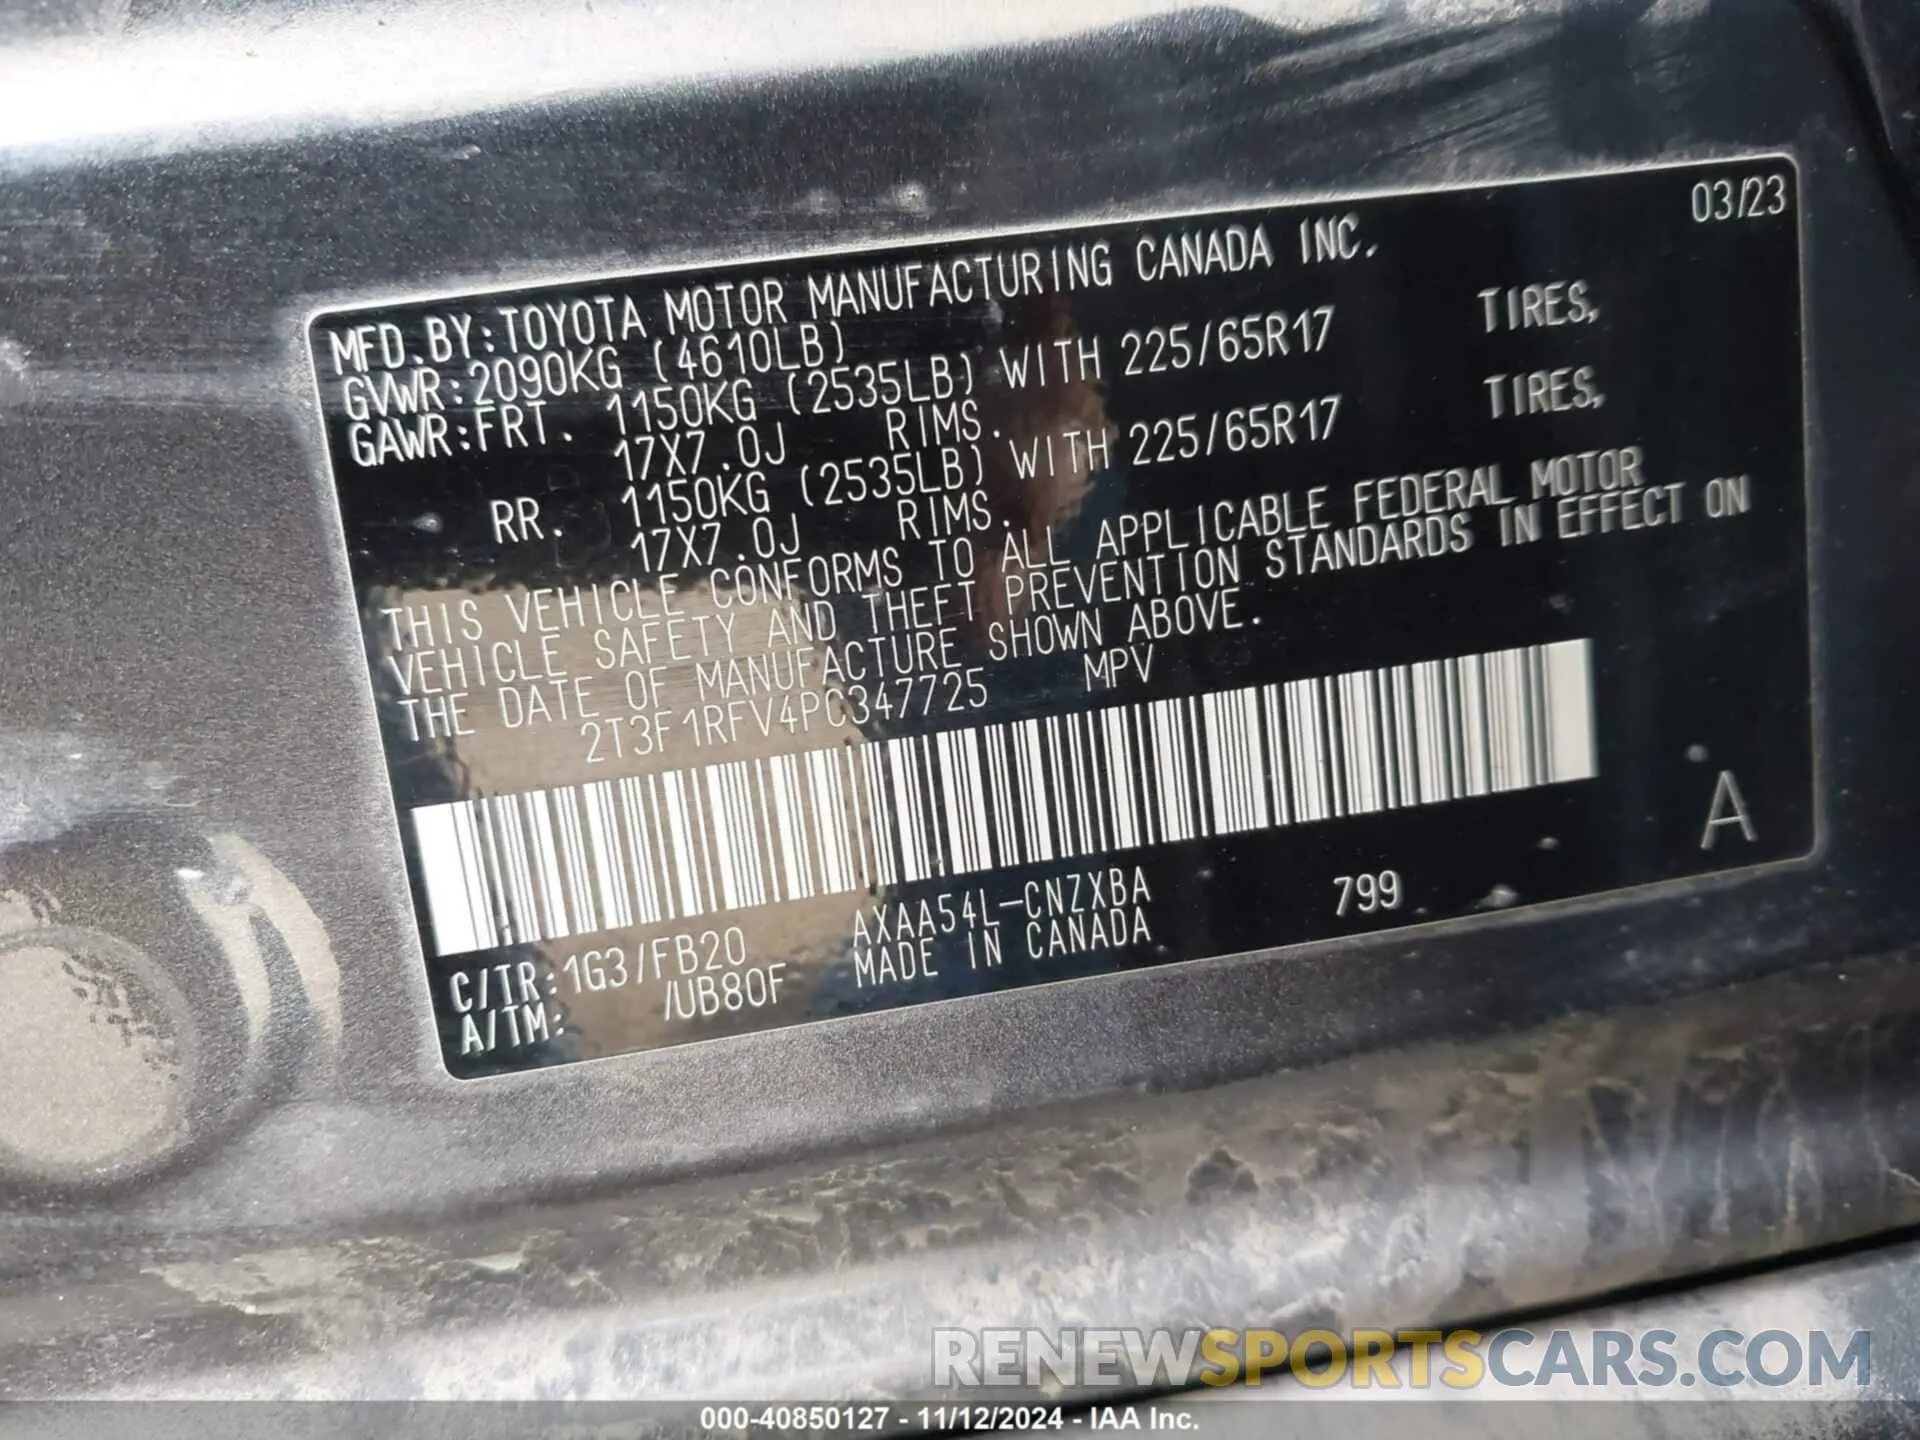 03/23
MFD.BY:TOYOTA MOTOR MANUFACTURING CANADA INC.
GVWR:2090KG (4610LB)
GAWR:FRT. 1150KG (2535LB) WITH 225/65R17 TIRES,
17X7.0J RIMS.
RR. 1150KG (2535LB) WITH 225/65R17 TIRES,
17X7.0J RIMS.
THIS VEHICLE CONFORMS TO ALL APPLICABLE FEDERAL MOTOR
VEHICLE SAFETY AND THEFT PREVENTION STANDARDS IN EFFECT ON
THE DATE OF MANUFACTURE SHOWN ABOVE.
2T3F1RFV4PC347725 MPV
A
C/TR:1G3/FB20 AXAA54L-CNZXBA 799
A/TM: /UB80F MADE IN CANADA
RENEWSPORTSCARS.COM
000-40850127 - 11/12/2024 - IAA Inc.